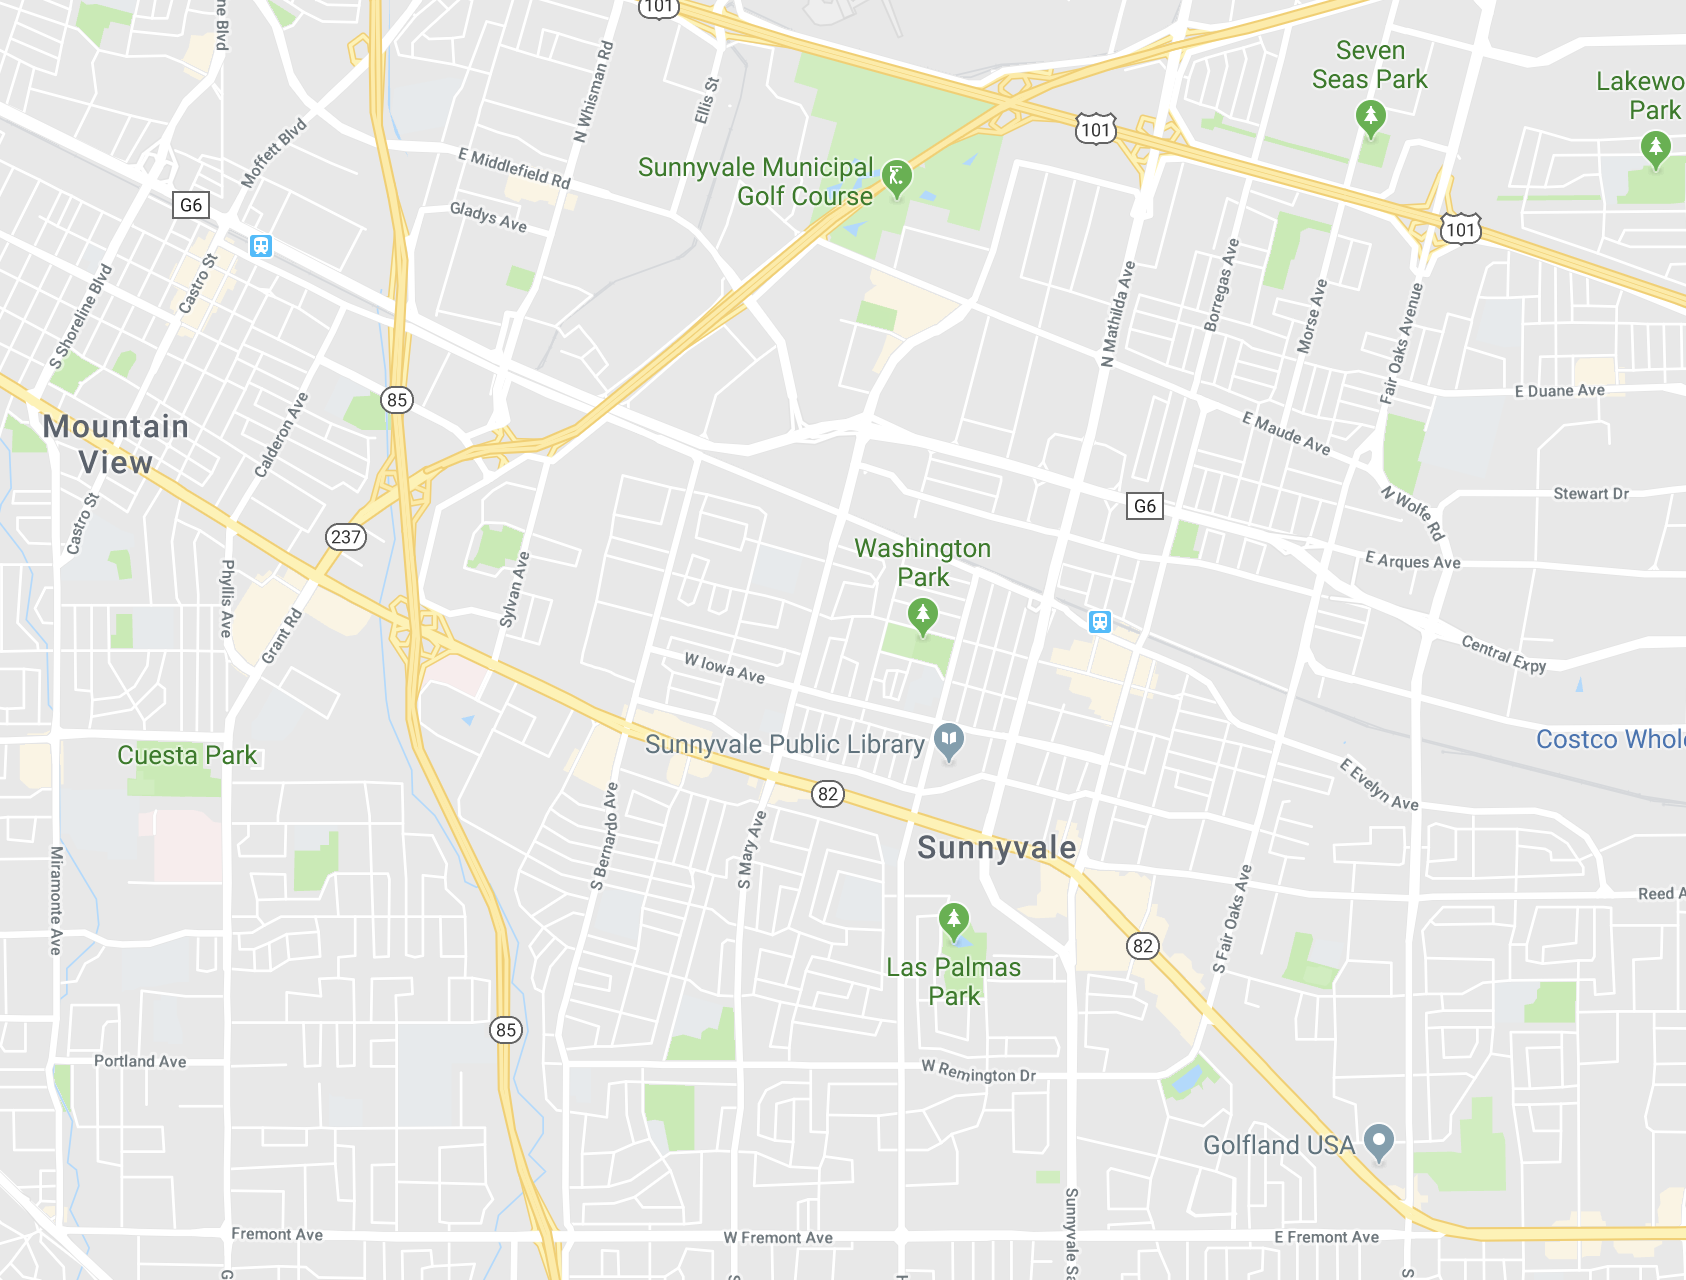 ne Blvd
101
N Whisman Rd
Ellis St
Seven
Seas Park
Lakewo
Park
Moffett Blvd
E Middlefield Rd
101
Sunnyvale Municipal
Golf Course
G6
Gladys Ave
101
Castro St
S Shoreline Blvd
N Mathilda Ave
Borregas Ave
Morse Ave
Fair Oaks Avenue
85
E Duane Ave
Mountain
View
Calderon Ave
E Maude Ave
Castro St
237
G6
Stewart Dr
N Wolfe Rd
Washington
Park
E Arques Ave
Phyllis Ave
Sylvan Ave
Grant Rd
Central Expy
W Iowa Ave
Cuesta Park
Sunnyvale Public Library
Costco Whole
82
E Evelyn Ave
S Bernardo Ave
S Mary Ave
Sunnyvale
Miramonte Ave
Reed A
S Fair Oaks Ave
82
Las Palmas
Park
85
Portland Ave
W Remington Dr
Golfland USA
Sunnyvale Sa
Fremont Ave
W Fremont Ave
E Fremont Ave
G
S
H
S